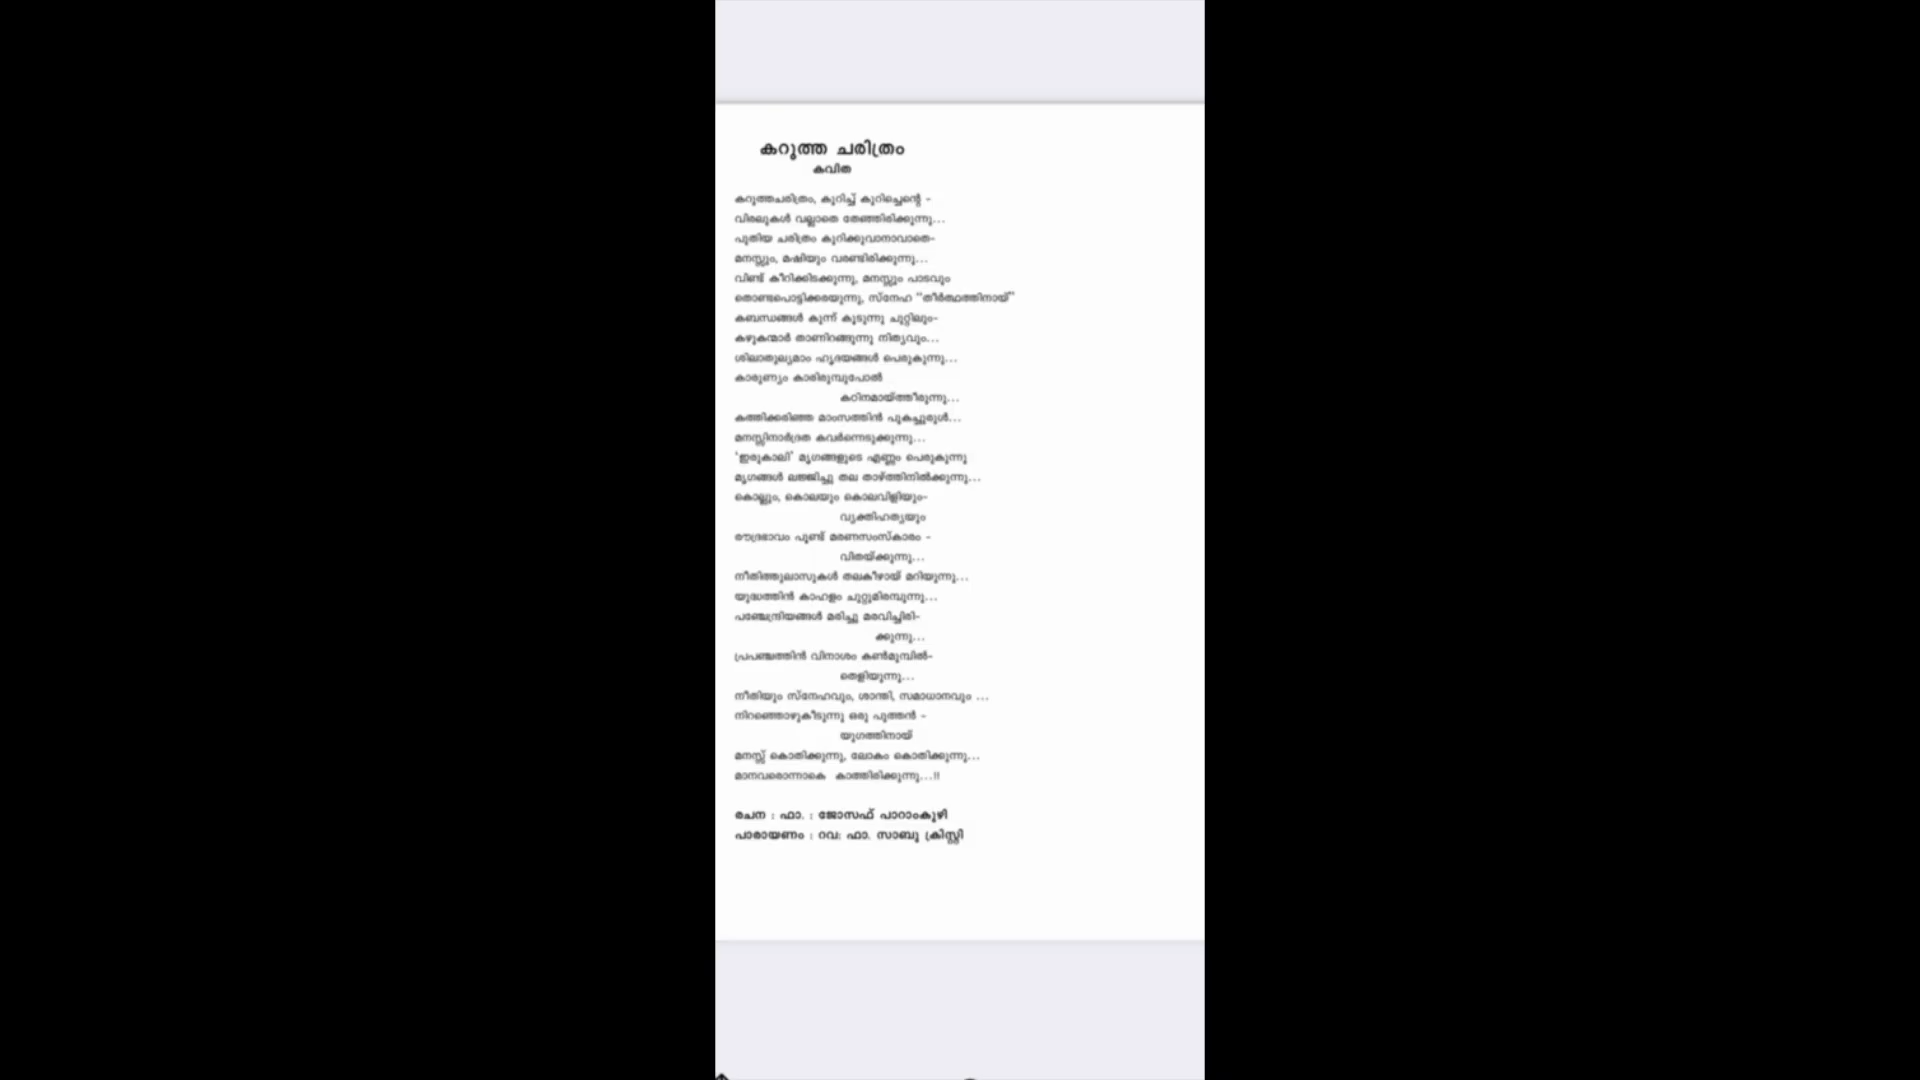 കറുത്ത ചരിത്രം
കവിത
കറുത്തചരിത്രം, കുറിച്ച് കുറിച്ചെന്റെ -
വിരലുകൾ വല്ലാതെ തേഞ്ഞിരിക്കുന്നു...
പുതിയ ചരിത്രം കുറിക്കുവാനാവാതെ-
മനസ്സും, മഷിയും വരണ്ടിരിക്കുന്നു...
വിണ്ട് കീറിക്കിടക്കുന്നു, മനസ്സും പാടവും
തൊണ്ടപൊട്ടിക്കരയുന്നു, സ്നേഹ "തീർത്ഥത്തിനായ്"
കബന്ധങ്ങൾ കുന്ന് കൂടുന്നു ചുറ്റിലും-
കഴുകന്മാർ താണിറങ്ങുന്നു നിത്യവും...
ശിലാതുല്യമാം ഹൃദയങ്ങൾ പെരുകുന്നു...
കാരുണ്യം കാരിരുമ്പുപോൽ
കഠിനമായ്ത്തീരുന്നു...
കത്തിക്കരിഞ്ഞ മാംസത്തിൻ പുകച്ചുരുൾ...
മനസ്സിനാർദ്രത കവർന്നെടുക്കുന്നു...
'ഇരുകാലി' മൃഗങ്ങളുടെ എണ്ണം പെരുകുന്നു
മൃഗങ്ങൾ ലജ്ജിച്ചു തല താഴ്ത്തിനിൽക്കുന്നു...
കൊല്ലും, കൊലയും കൊലവിളിയും-
വ്യക്തിഹത്യയും
രൗദ്രഭാവം പൂണ്ട് മരണസംസ്കാരം -
വിതയ്ക്കുന്നു...
നീതിത്തുലാസുകൾ തലകീഴായ് മറിയുന്നു...
യുദ്ധത്തിൻ കാഹളം ചുറ്റുമിരമ്പുന്നു...
പഞ്ചേന്ദ്രിയങ്ങൾ മരിച്ചു മരവിച്ചിരി-
ക്കുന്നു...
പ്രപഞ്ചത്തിൻ വിനാശം കൺമുമ്പിൽ-
തെളിയുന്നു...
നീതിയും സ്നേഹവും, ശാന്തി, സമാധാനവും ...
നിറഞ്ഞൊഴുകീടുന്നു ഒരു പുത്തൻ -
യുഗത്തിനായ്
മനസ്സ് കൊതിക്കുന്നു, ലോകം കൊതിക്കുന്നു...
മാനവരൊന്നാകെ കാത്തിരിക്കുന്നു...!!
രചന : ഫാ. : ജോസഫ് പാറാംകുഴി
പാരായണം : റവ: ഫാ. സാബു ക്രിസ്റ്റി